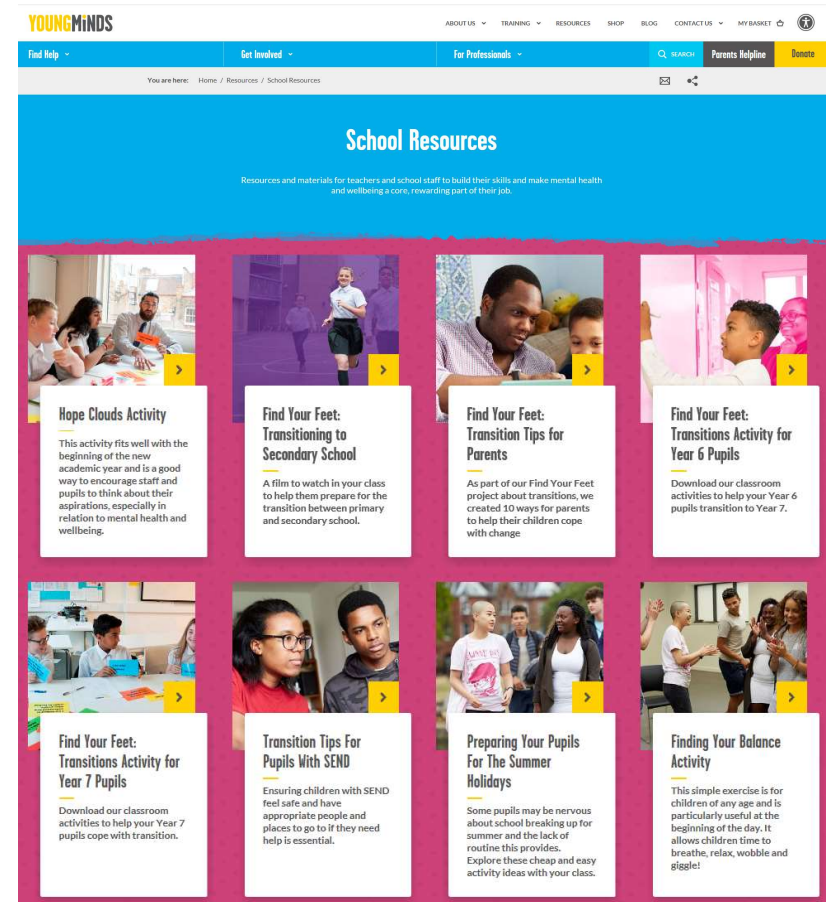 YOUNGMiNDS
ABOUT US TRAINING RESOURCES SHOP BLOG CONTACT US MY BASKET
Find Help Get Involved For Professionals SEARCH Parents Helpline Donate
You are here: Home / Resources / School Resources
School Resources
Resources and materials for teachers and school staff to build their skills and make mental health
and wellbeing a core, rewarding part of their job.
Hope Clouds Activity
This activity fits well with the
beginning of the new
academic year and is a good
way to encourage staff and
pupils to think about their
aspirations, especially in
relation to mental health and
wellbeing.
Find Your Feet:
Transitioning to
Secondary School
A film to watch in your class
to help them prepare for the
transition between primary
and secondary school.
Find Your Feet:
Transition Tips for
Parents
As part of our Find Your Feet
project about transitions, we
created 10 ways for parents
to help their children cope
with change
Find Your Feet:
Transitions Activity for
Year 6 Pupils
Download our classroom
activities to help your Year 6
pupils transition to Year 7.
Find Your Feet:
Transitions Activity for
Year 7 Pupils
Download our classroom
activities to help your Year 7
pupils cope with transition.
Transition Tips For
Pupils With SEND
Ensuring children with SEND
feel safe and have
appropriate people and
places to go to if they need
help is essential.
Preparing Your Pupils
For The Summer
Holidays
Some pupils may be nervous
about school breaking up for
summer and the lack of
routine this provides.
Explore these cheap and easy
activity ideas with your class.
Finding Your Balance
Activity
This simple exercise is for
children of any age and is
particularly useful at the
beginning of the day. It
allows children time to
breathe, relax, wobble and
giggle!